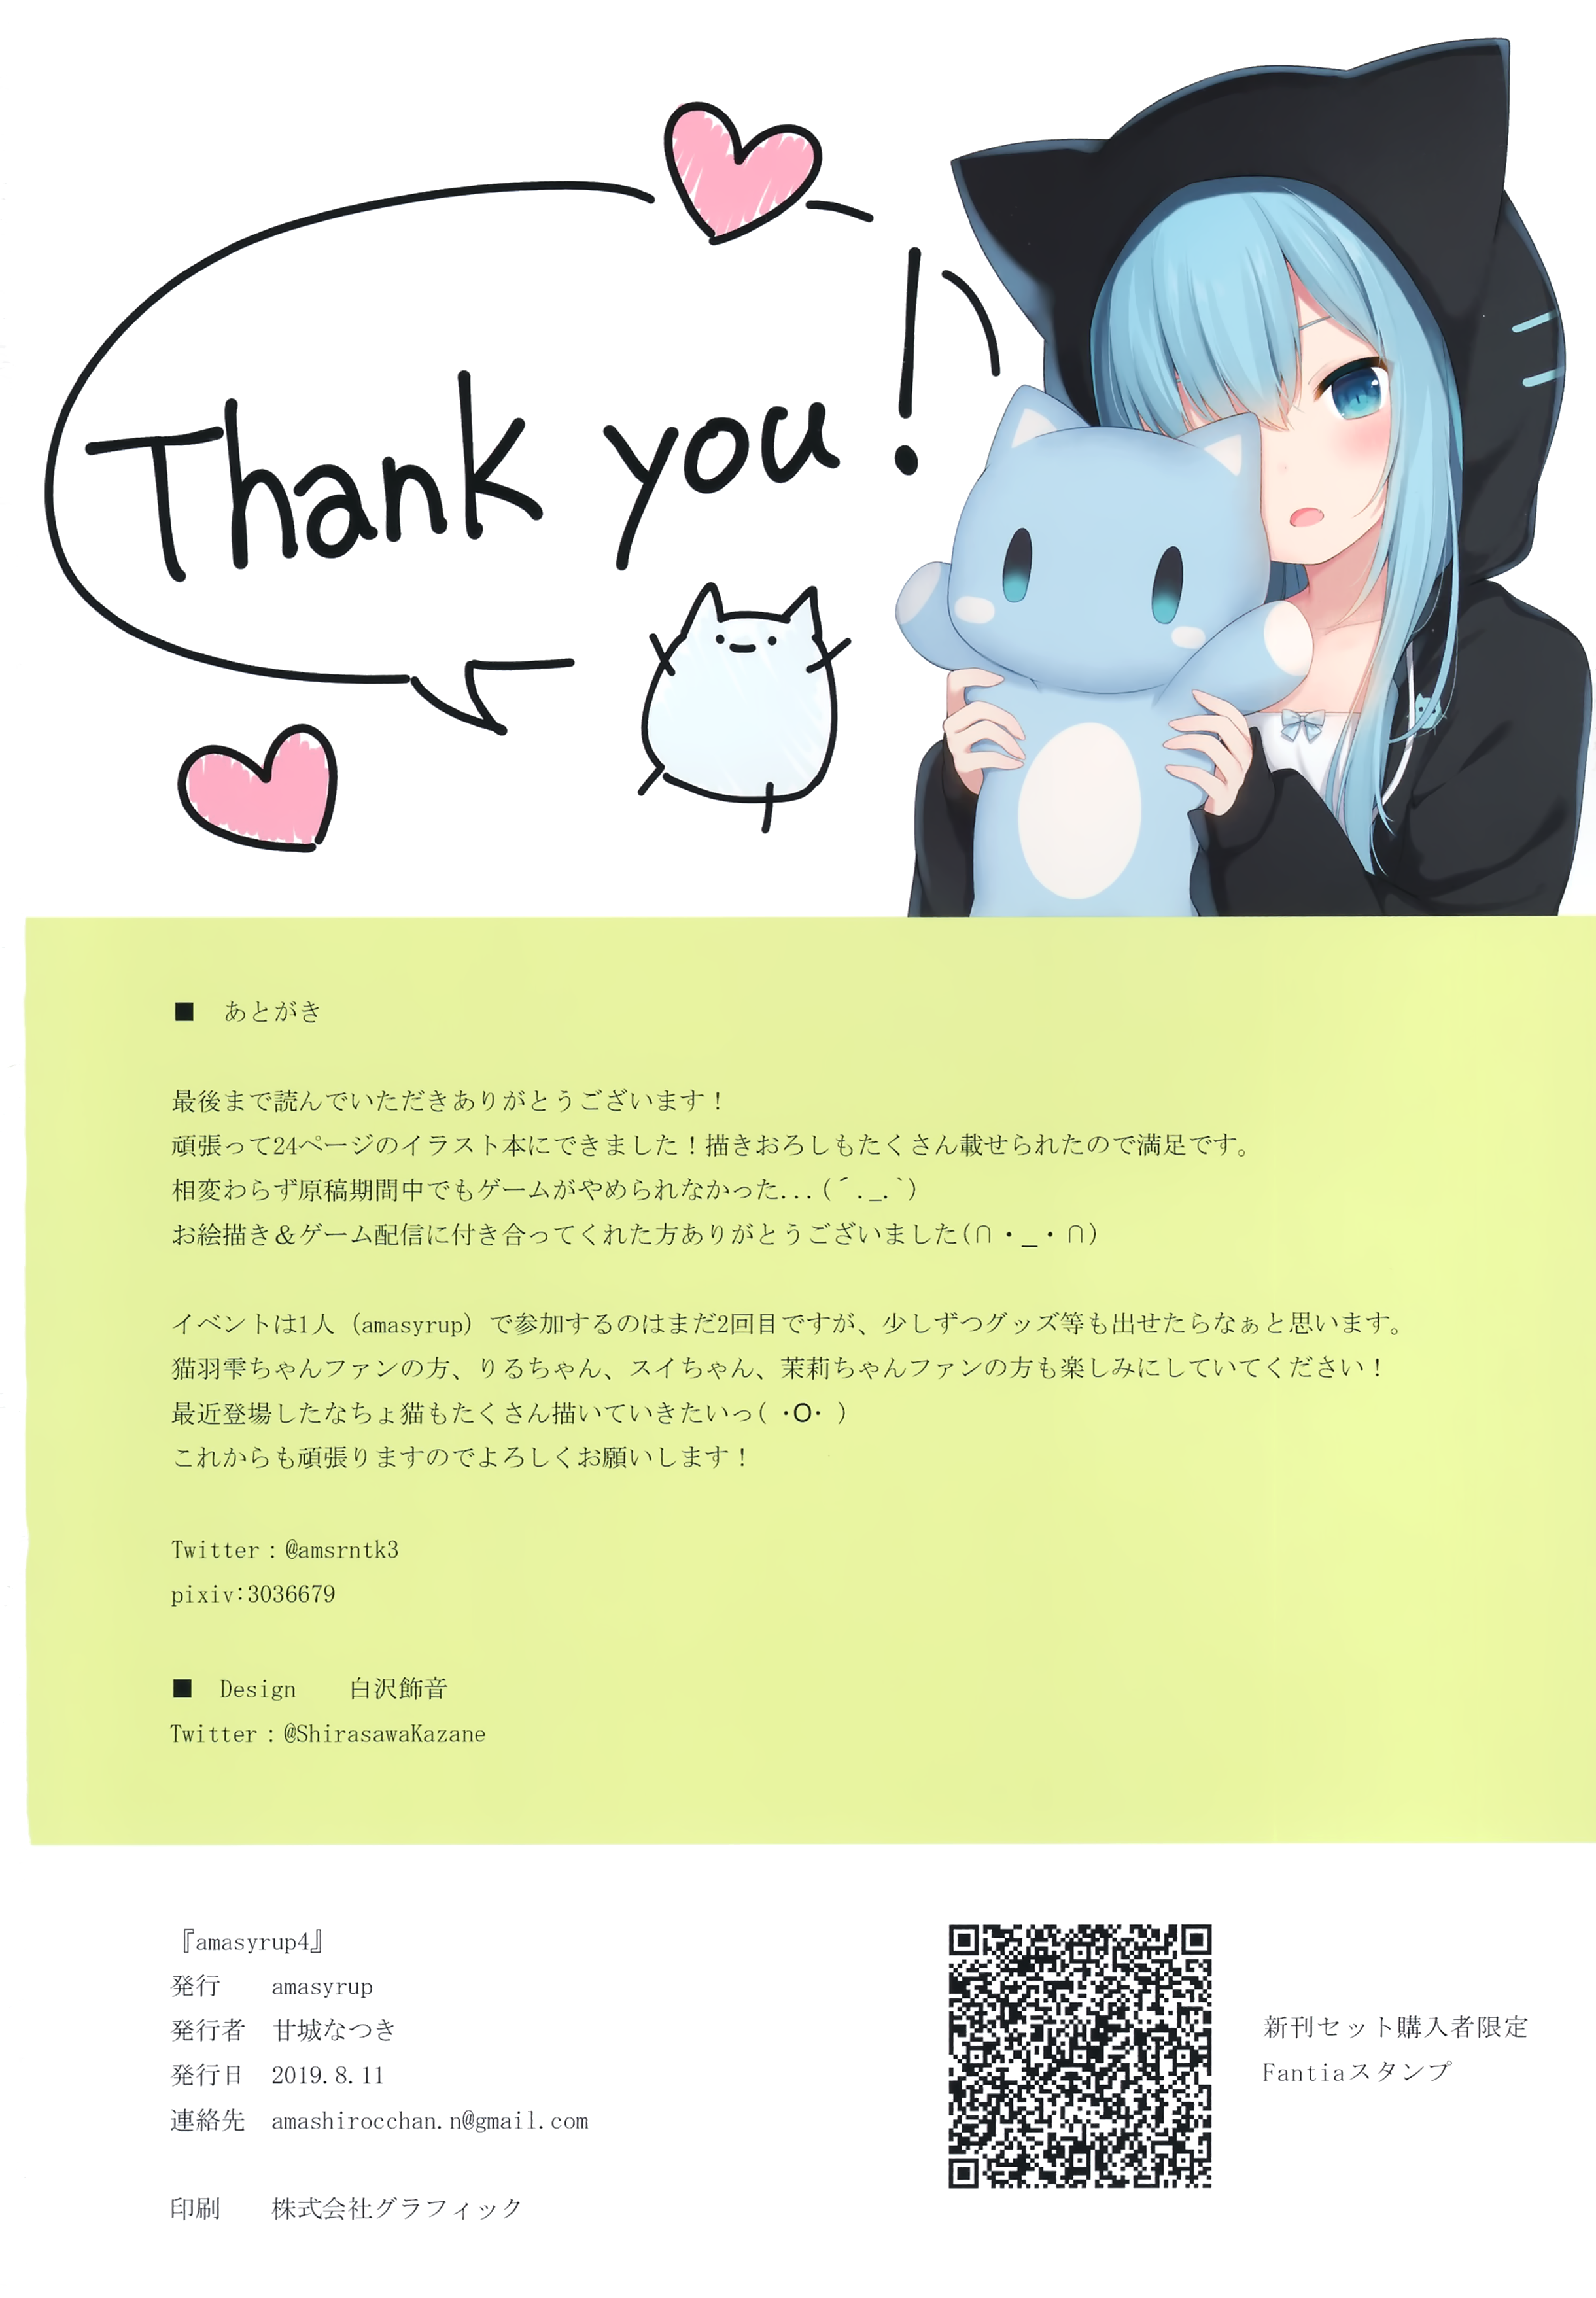 Thank you!
■ あとがき
最後まで読んでいただきありがとうございます！
頑張って24ページのイラスト本にできました！描きおろしもたくさん載せられたので満足です。
相変わらず原稿期間中でもゲームがやめられなかった...(´._.`)
お絵描き＆ゲーム配信に付き合ってくれた方ありがとうございました(∩・_・∩)
イベントは1人（amasyrup）で参加するのはまだ2回目ですが、少しずつグッズ等も出せたらなぁと思います。
猫羽雫ちゃんファンの方、りるちゃん、スイちゃん、茉莉ちゃんファンの方も楽しみにしていてください！
最近登場したなちょ猫もたくさん描いていきたいっ( ･O･ )
これからも頑張りますのでよろしくお願いします！
Twitter：@amsrntk3
pixiv:3036679
■ Design 白沢飾音
Twitter：@ShirasawaKazane
『amasyrup4』
発行 amasyrup
発行者 甘城なつき
発行日 2019.8.11
連絡先 amashirocchan.n@gmail.com
印刷 株式会社グラフィック
新刊セット購入者限定
Fantiaスタンプ